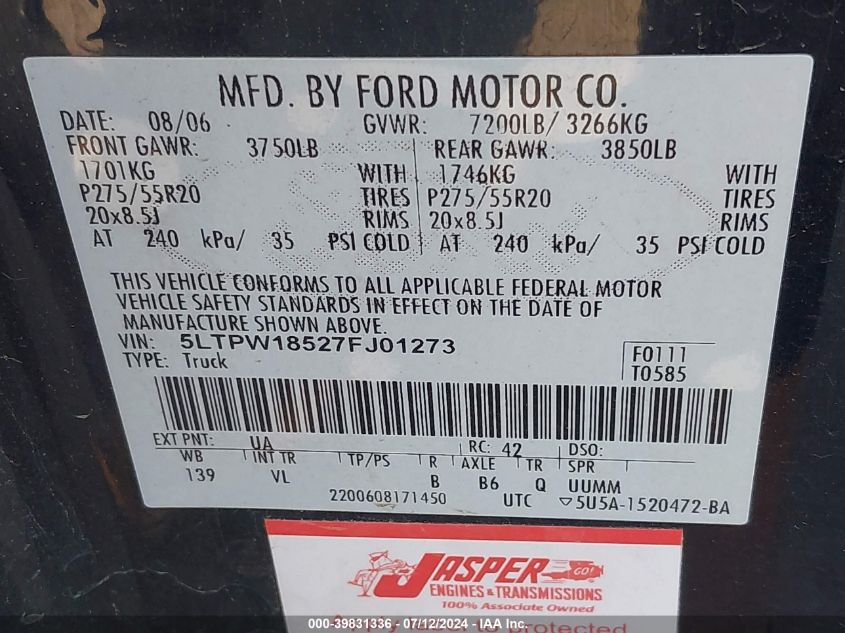 MFD. BY FORD MOTOR CO.
DATE: 08/06 GVWR: 7200LB/ 3266KG
FRONT GAWR: 3750LB REAR GAWR: 3850LB
1701KG WITH 1746KG WITH
P275/55R20 TIRES P275/55R20 TIRES
20x8.5J RIMS 20x8.5J RIMS
AT 240 kPa/ 35 PSI COLD AT 240 kPa/ 35 PSI COLD
THIS VEHICLE CONFORMS TO ALL APPLICABLE FEDERAL MOTOR
VEHICLE SAFETY STANDARDS IN EFFECT ON THE DATE OF
MANUFACTURE SHOWN ABOVE.
VIN: 5LTPW18527FJ01273
TYPE: Truck
F0111
T0585
EXT PNT: UA RC: 42 DSO:
WB INT TR TP/PS R AXLE TR SPR
139 VL B B6 Q UUMM
2200608171450 UTC ▽5U5A-1520472-BA
JASPER GO!
ENGINES & TRANSMISSIONS
100% Associate Owned
000-39831336 - 07/12/2024 - IAA Inc.